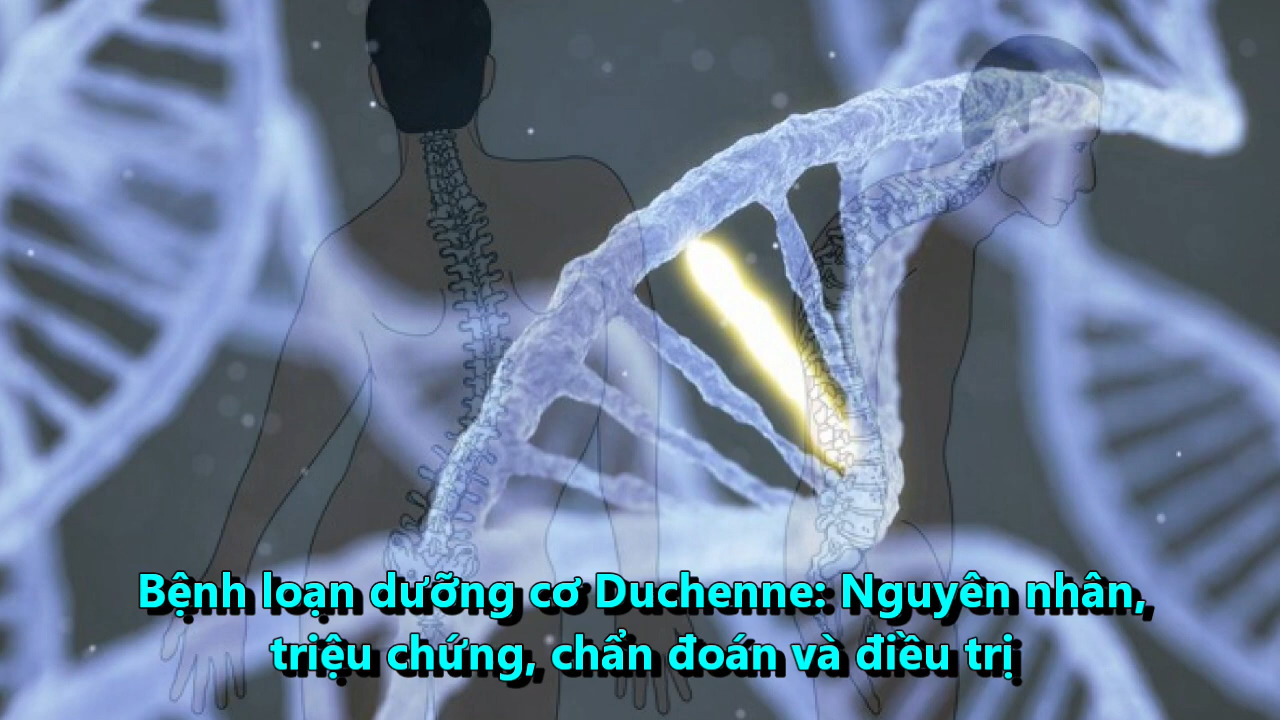 Bệnh loạn dưỡng cơ Duchenne: Nguyên nhân,
triệu chứng, chẩn đoán và điều trị